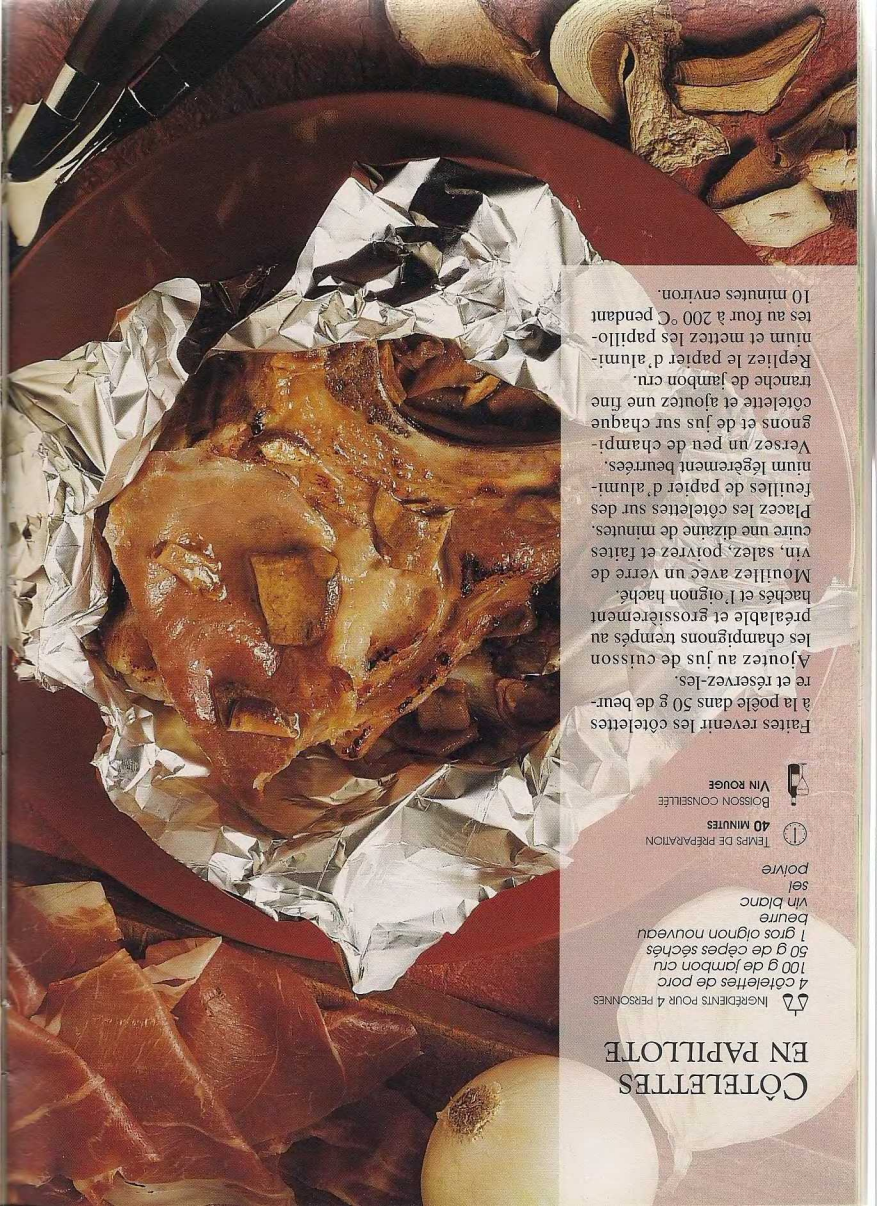 CÔTELETTES
EN PAPILLOTE
INGRÉDIENTS POUR 4 PERSONNES
4 côtelettes de porc
100 g de jambon cru
50 g de cèpes séchés
1 gros oignon nouveau
beurre
vin blanc
sel
poivre
TEMPS DE PRÉPARATION
40 MINUTES
BOISSON CONSEILLÉE
VIN ROUGE
Faites revenir les côtelettes
à la poêle dans 50 g de beur-
re et réservez-les.
Ajoutez au jus de cuisson
les champignons trempés au
préalable et grossièrement
hachés et l'oignon haché.
Mouillez avec un verre de
vin, salez, poivrez et faites
cuire une dizaine de minutes.
Placez les côtelettes sur des
feuilles de papier d'alumi-
nium légèrement beurrées.
Versez un peu de champi-
gnons et de jus sur chaque
côtelette et ajoutez une fine
tranche de jambon cru.
Repliez le papier d'alumi-
nium et mettez les papillo-
tes au four à 200 °C pendant
10 minutes environ.